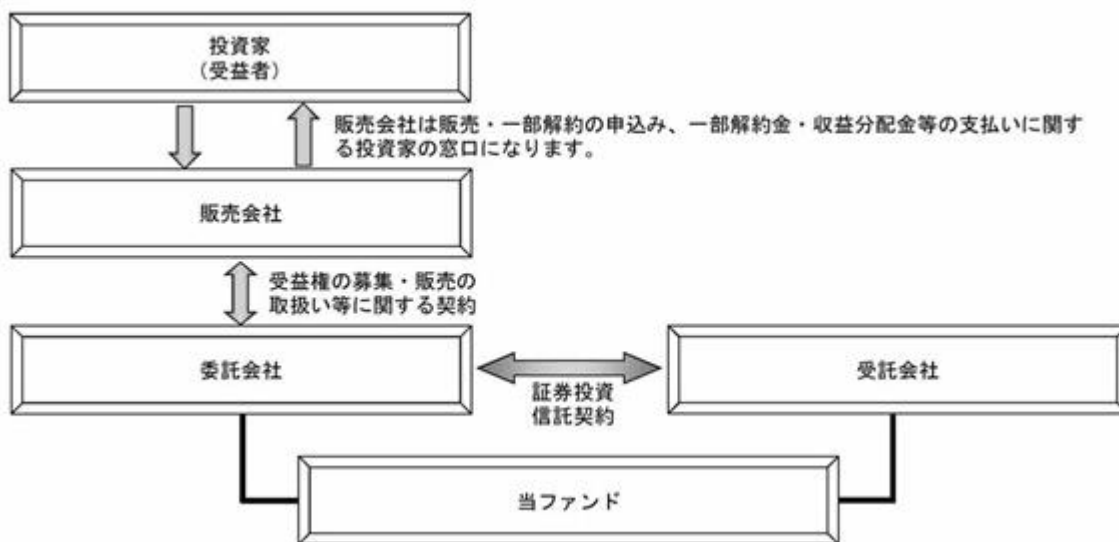 投資家
（受益者）
販売会社は販売・一部解約の申込み、一部解約金・収益分配金等の支払いに関す
る投資家の窓口になります。
販売会社
受益権の募集・販売の
取扱い等に関する契約
委託会社
受託会社
証券投資
信託契約
当ファンド